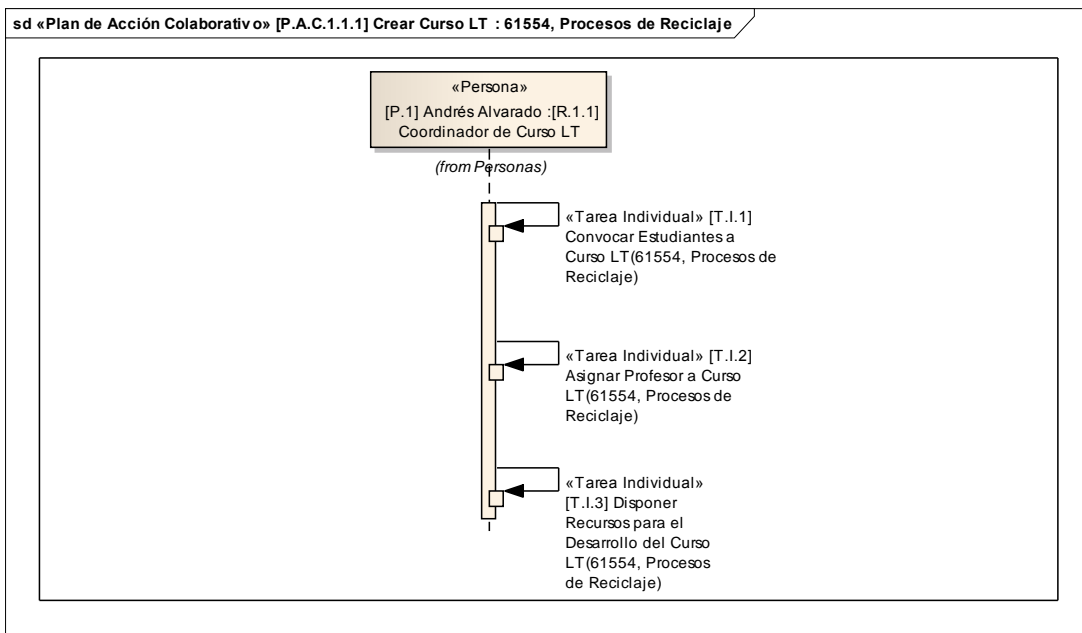 sd «Plan de Acción Colaborativo» [P.A.C.1.1.1] Crear Curso LT : 61554, Procesos de Reciclaje
«Persona»
[P.1] Andrés Alvarado :[R.1.1]
Coordinador de Curso LT
(from Personas)
«Tarea Individual» [T.I.1]
Convocar Estudiantes a
Curso LT(61554, Procesos de
Reciclaje)
«Tarea Individual» [T.I.2]
Asignar Profesor a Curso
LT(61554, Procesos de
Reciclaje)
«Tarea Individual»
[T.I.3] Disponer
Recursos para el
Desarrollo del Curso
LT(61554, Procesos
de Reciclaje)